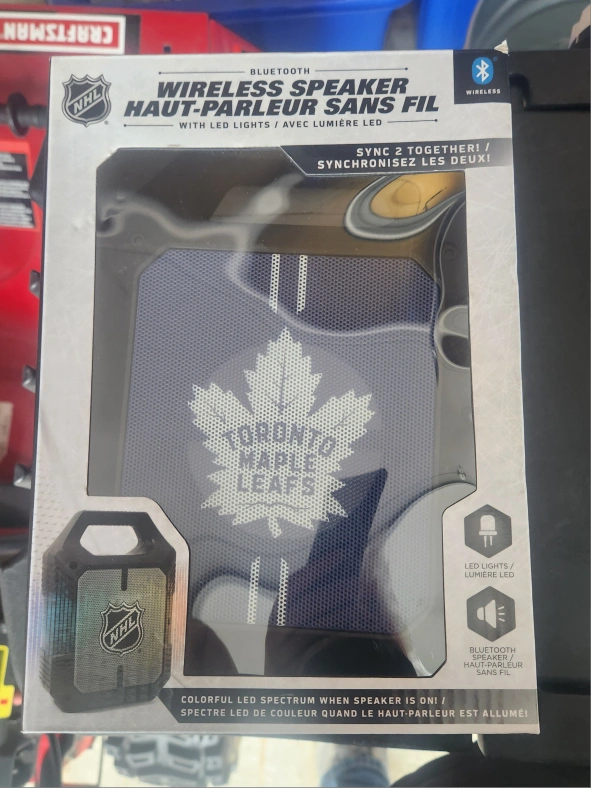 CRAFTSMAN
NHL
BLUETOOTH
WIRELESS SPEAKER
HAUT-PARLEUR SANS FIL
WITH LED LIGHTS / AVEC LUMIÈRE LED
WIRELESS
SYNC 2 TOGETHER! /
SYNCHRONISEZ LES DEUX!
TORONTO
MAPLE
LEAFS
NHL
LED LIGHTS /
LUMIÈRE LED
BLUETOOTH
SPEAKER /
HAUT-PARLEUR
SANS FIL
COLORFUL LED SPECTRUM WHEN SPEAKER IS ON! /
SPECTRE LED DE COULEUR QUAND LE HAUT-PARLEUR EST ALLUMÉ!